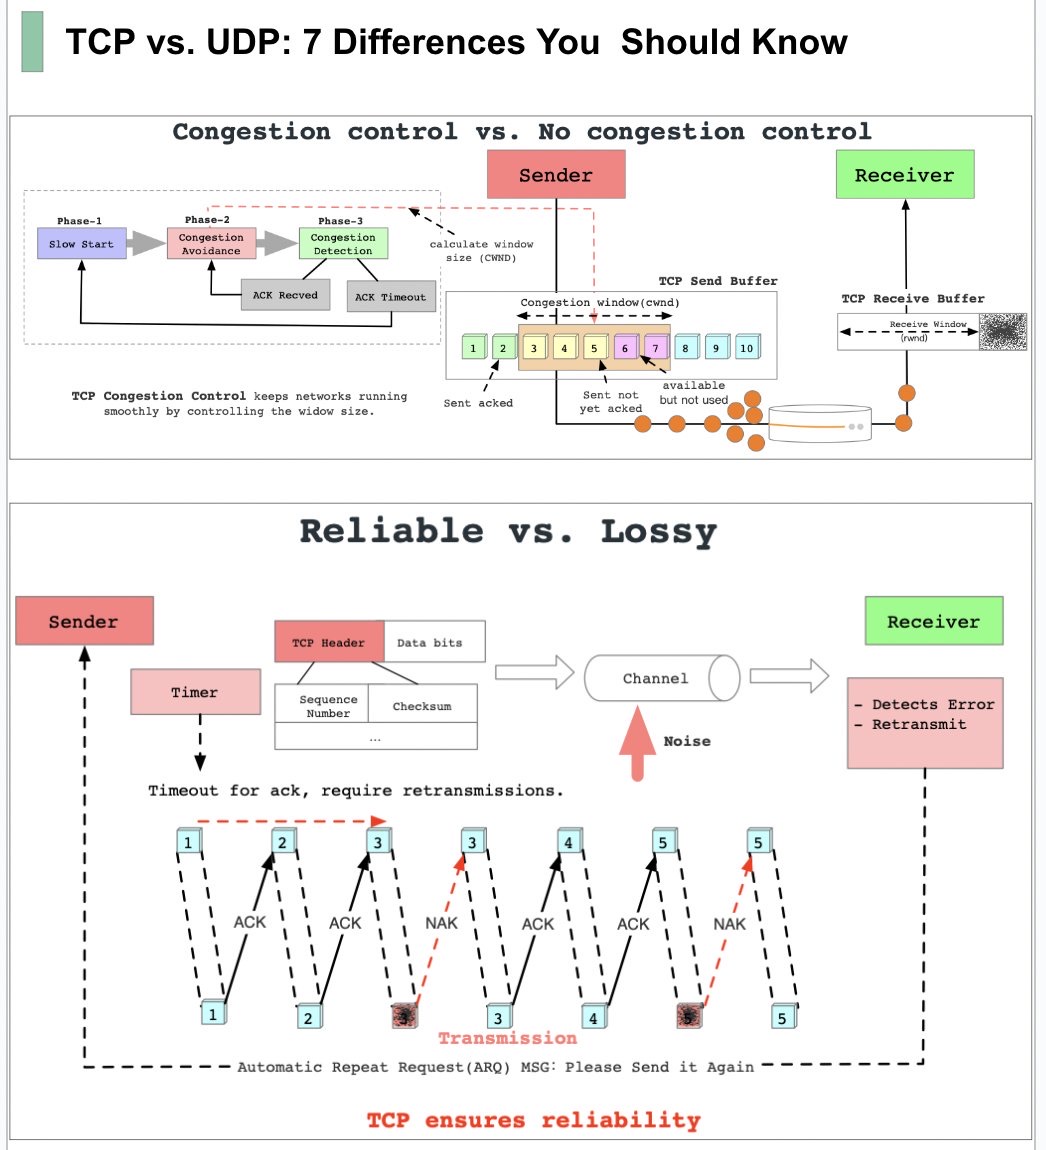 TCP vs. UDP: 7 Differences You Should Know
Congestion control vs. No congestion control
Sender
Receiver
Phase-1
Phase-2
Phase-3
Slow Start
Congestion
Avoidance
Congestion
Detection
calculate window
size (CWND)
ACK Recved
ACK Timeout
TCP Send Buffer
Congestion window(cwnd)
TCP Receive Buffer
Receive Window
(rwnd)
1 2 3 4 5 6 7 8 9 10
Sent acked
Sent not
yet acked
available
but not used
TCP Congestion Control keeps networks running
smoothly by controlling the widow size.
Reliable vs. Lossy
Sender
Receiver
Timer
TCP Header
Data bits
Sequence
Number
Checksum
...
Channel
Noise
- Detects Error
- Retransmit
Timeout for ack, require retransmissions.
1 2 3 3 4 5 5
ACK ACK NAK ACK ACK NAK
1 2 3 4 5
Transmission
Automatic Repeat Request(ARQ) MSG: Please Send it Again
TCP ensures reliability